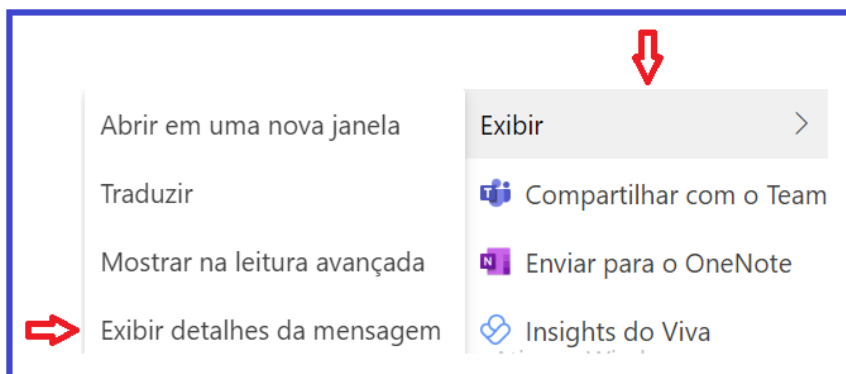 Exibir
Compartilhar com o Team
Enviar para o OneNote
Insights do Viva
Abrir em uma nova janela
Traduzir
Mostrar na leitura avançada
Exibir detalhes da mensagem